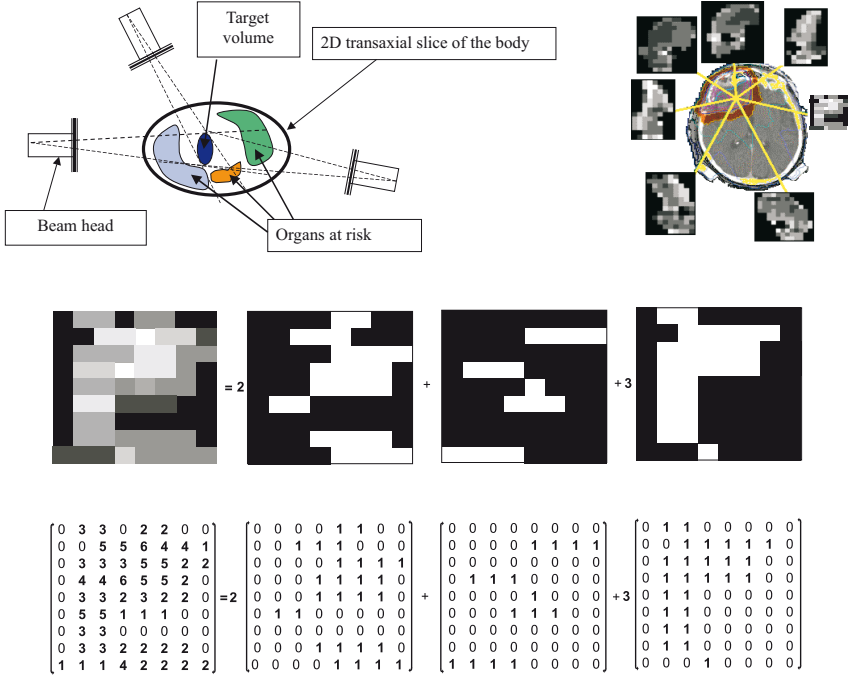 Target
volume
2D transaxial slice of the body
Beam head
Organs at risk
= 2
+
+ 3
0 3 3 0 2 2 0 0
0 0 5 5 6 4 4 1
0 3 3 3 5 5 2 2
0 4 4 6 5 5 2 0
0 3 3 2 3 2 2 0
0 5 5 1 1 1 0 0
0 3 3 0 0 0 0 0
0 3 3 2 2 2 2 0
1 1 1 4 2 2 2 2
= 2
0 0 0 0 1 1 0 0
0 0 1 1 1 0 0 0
0 0 0 0 1 1 1 1
0 0 0 1 1 1 1 0
0 0 0 1 1 1 1 0
0 1 1 0 0 0 0 0
0 0 0 0 0 0 0 0
0 0 0 1 1 1 1 0
0 0 0 0 1 1 1 1
+
0 0 0 0 0 0 0 0
0 0 0 0 1 1 1 1
0 0 0 0 0 0 0 0
0 1 1 1 0 0 0 0
0 0 0 0 1 0 0 0
0 0 0 1 1 1 0 0
0 0 0 0 0 0 0 0
0 0 0 0 0 0 0 0
1 1 1 1 0 0 0 0
+ 3
0 1 1 0 0 0 0 0
0 0 1 1 1 1 1 0
0 1 1 1 1 1 0 0
0 1 1 1 1 1 0 0
0 1 1 0 0 0 0 0
0 1 1 0 0 0 0 0
0 1 1 0 0 0 0 0
0 1 1 0 0 0 0 0
0 0 0 1 0 0 0 0